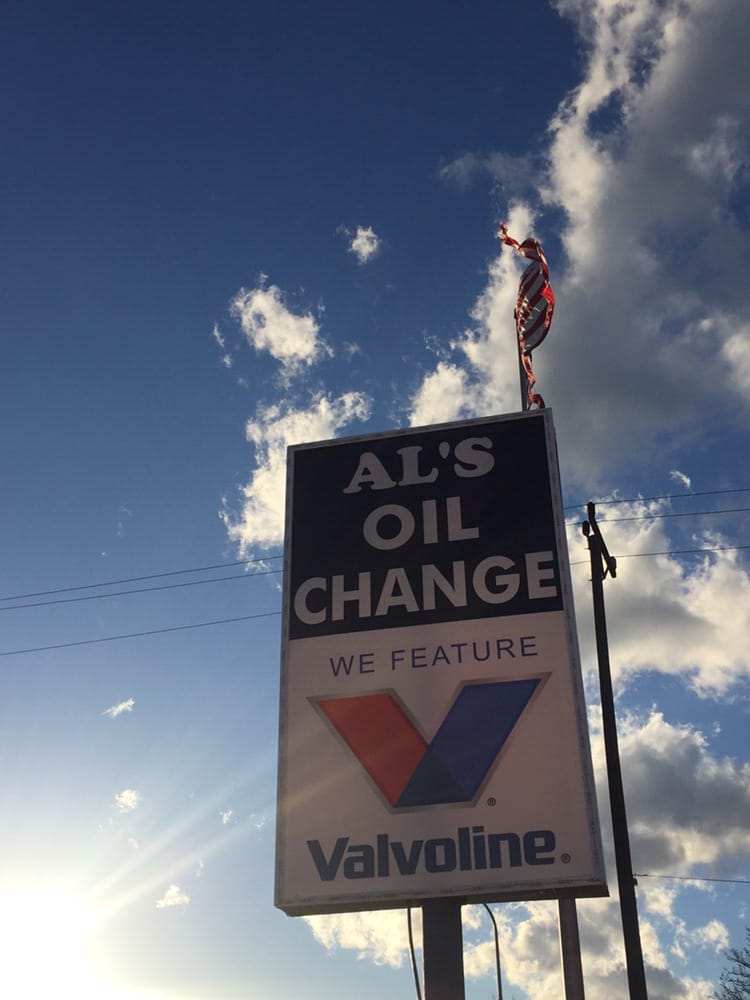 AL'S
OIL
CHANGE
WE FEATURE
®
Valvoline®